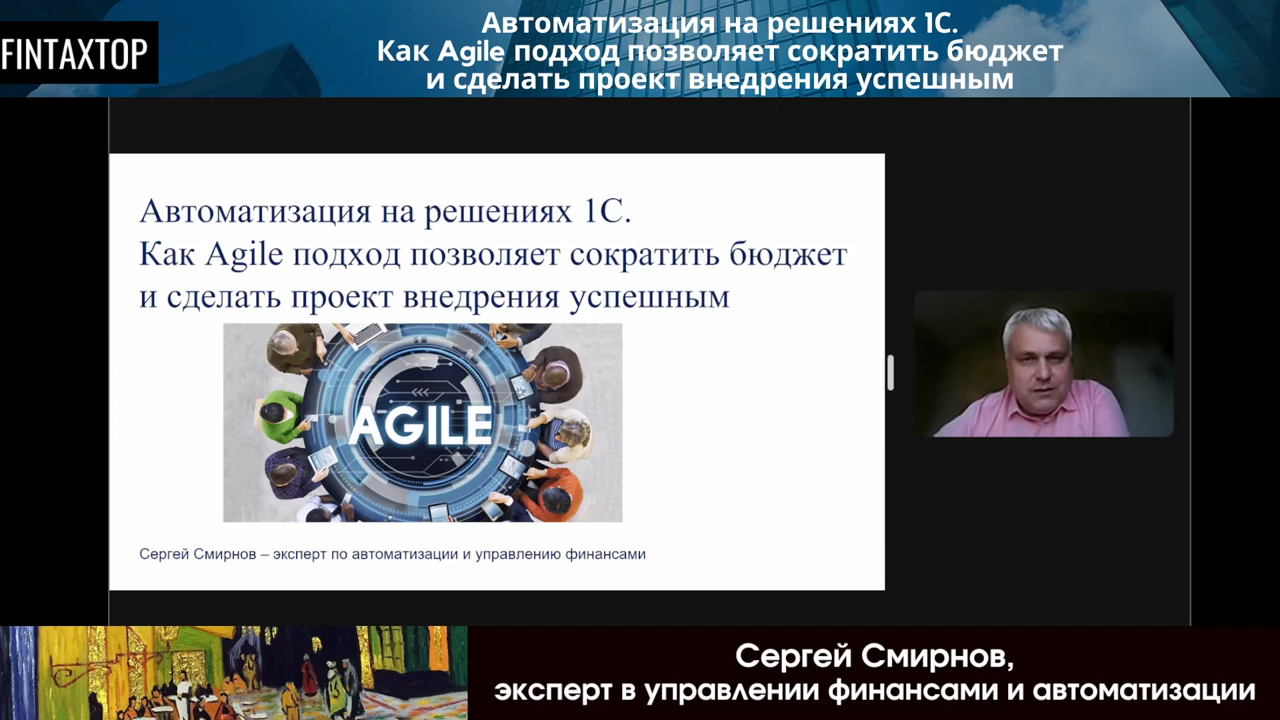 Автоматизация на решениях 1С.
Как Agile подход позволяет сократить бюджет
и сделать проект внедрения успешным
FINTAXTOP
Автоматизация на решениях 1С.
Как Agile подход позволяет сократить бюджет
и сделать проект внедрения успешным
AGILE
Сергей Смирнов – эксперт по автоматизации и управлению финансами
Сергей Смирнов,
эксперт в управлении финансами и автоматизации